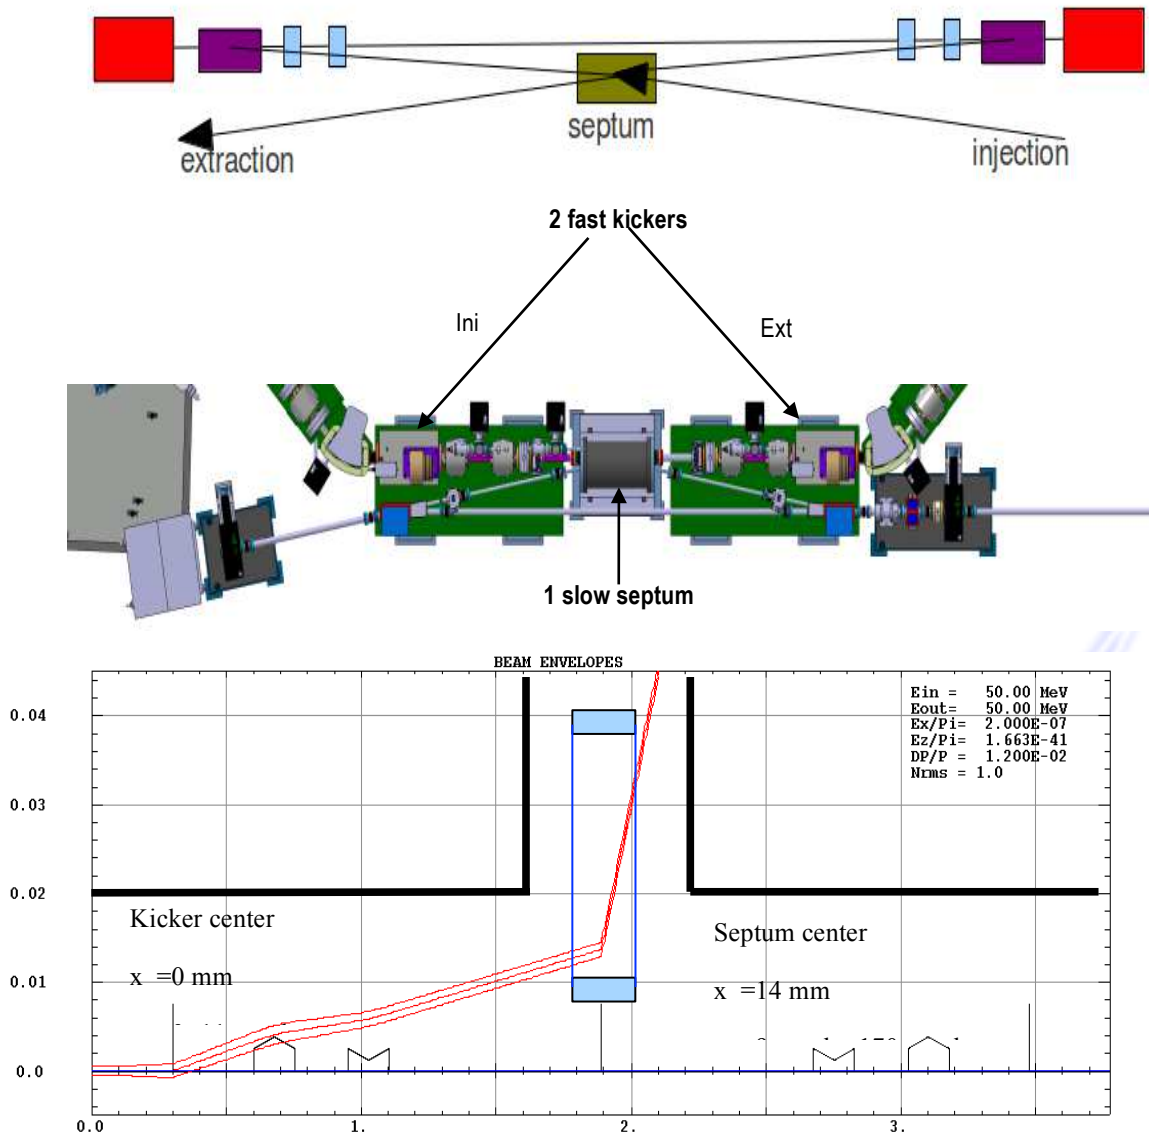 septum
extraction
injection
2 fast kickers
Ini
Ext
1 slow septum
BEAM ENVELOPES
Ein = 50.00 MeV
Eout= 50.00 MeV
Ex/Pi= 2.000E-07
Ez/Pi= 1.663E-41
DP/P = 1.200E-02
Nrms = 1.0
0.04
0.03
0.02
Kicker center
Septum center
0.01
x =0 mm
x =14 mm
0.0
0.0
1.
2.
3.